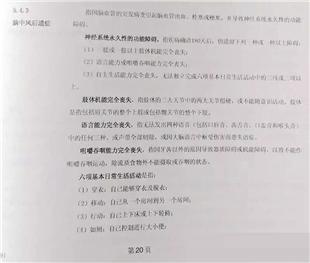 5.4.3
脑中风后遗症
指因脑血管的突发病变引起脑血管出血、栓塞或梗塞，并导致神经系统永久性的功能
障碍。
神经系统永久性的功能障碍，指疾病确诊180天后，仍遗留下列一种或一种以上障碍：
（1）一肢或一肢以上肢体机能完全丧失；
（2）语言能力或咀嚼吞咽能力完全丧失；
（3）自主生活能力完全丧失，无法独立完成六项基本日常生活活动中的三项或三项以
上。
肢体机能完全丧失，指肢体的三大关节中的两大关节僵硬，或不能随意识活动。肢体
是指包括肩关节的整个上肢或包括髋关节的整个下肢。
语言能力完全丧失，指无法发出四种语音（包括口唇音、齿舌音、口盖音和喉头音）
中的任何三种、或声带全部切除，或因大脑语言中枢受伤害而患失语症。
咀嚼吞咽能力完全丧失，指因牙齿以外的原因导致器质障碍或机能障碍，以致不能作
咀嚼吞咽运动，除流质食物外不能摄取或吞咽的状态。
六项基本日常生活活动是指：
（1）穿衣：自己能够穿衣及脱衣；
（2）移动：自己从一个房间到另一个房间；
（3）行动：自己上下床或上下轮椅；
（4）如厕：自己控制进行大小便；
第 20 页